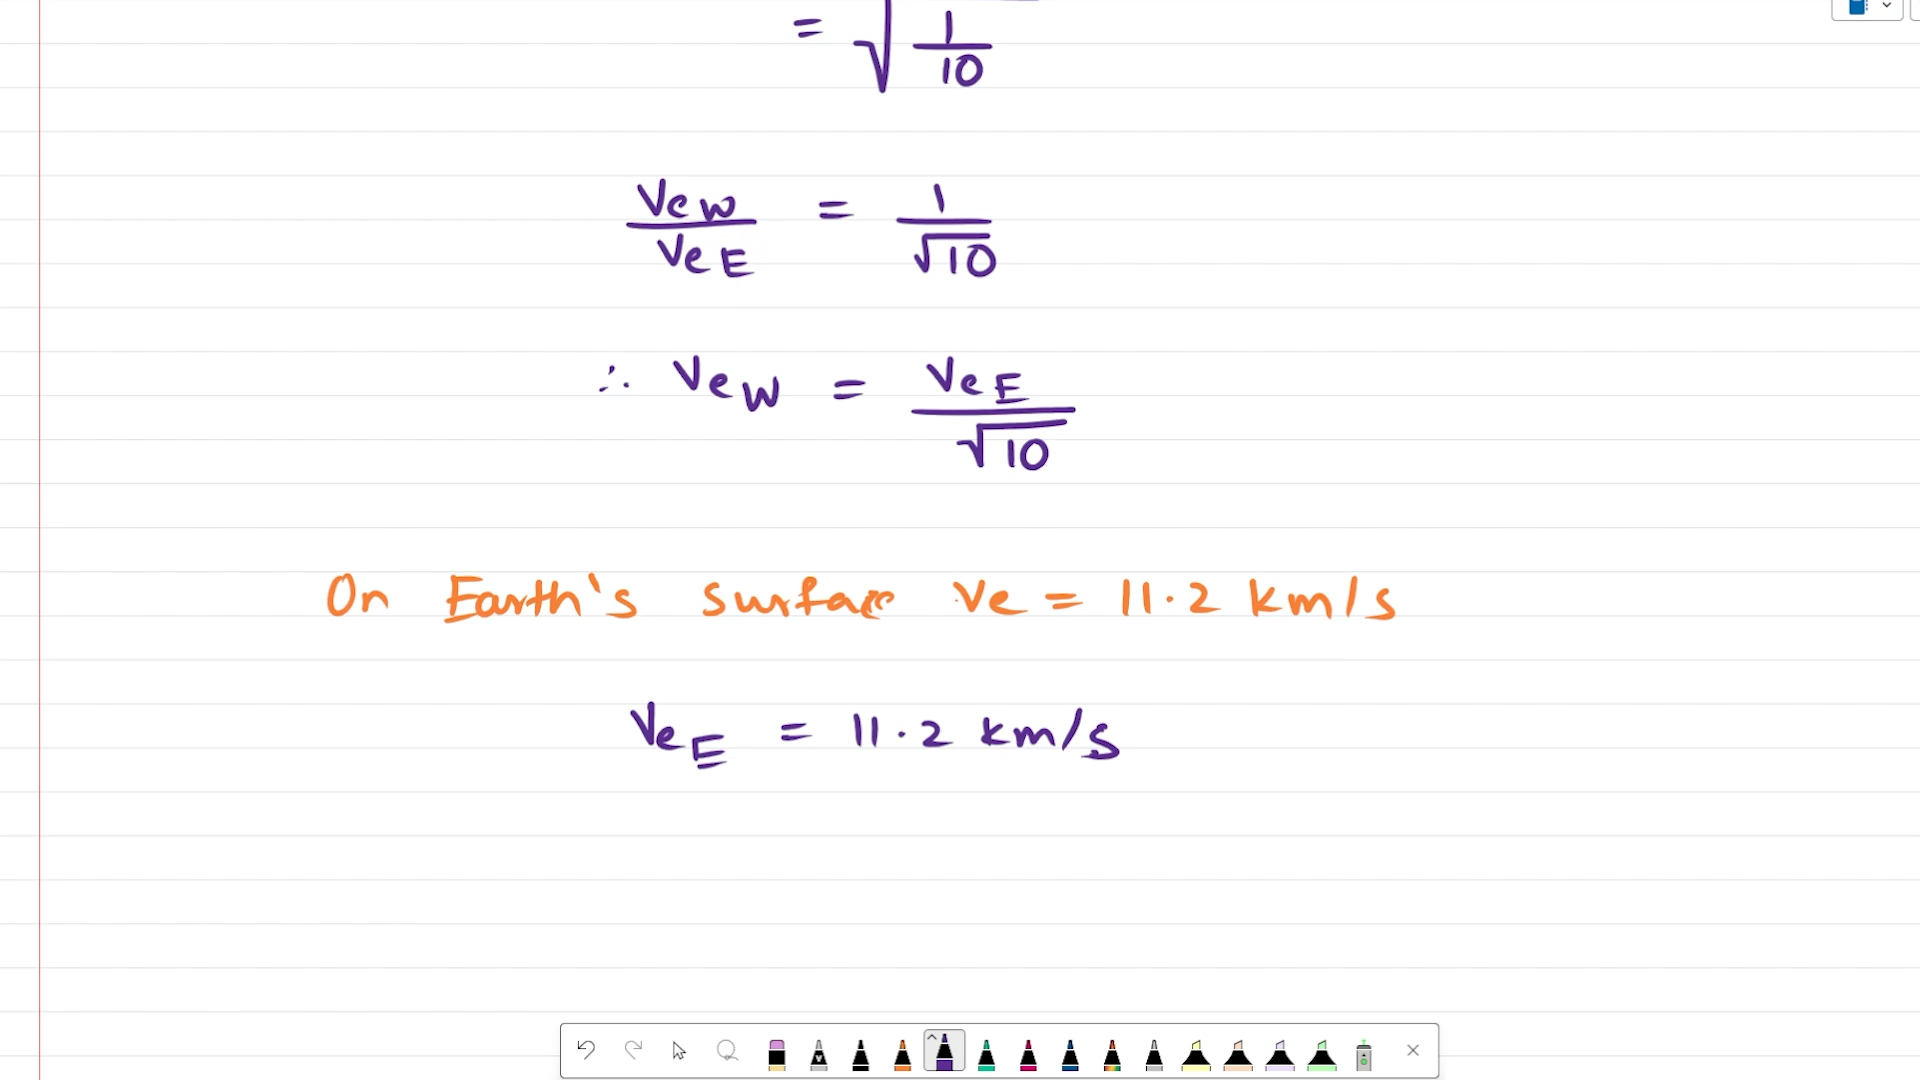 = √1/10
VeW/VeE = 1/√10
∴ VeW = VeE/√10
On Earth's surface Ve = 11.2 km/s
VeE = 11.2 km/s